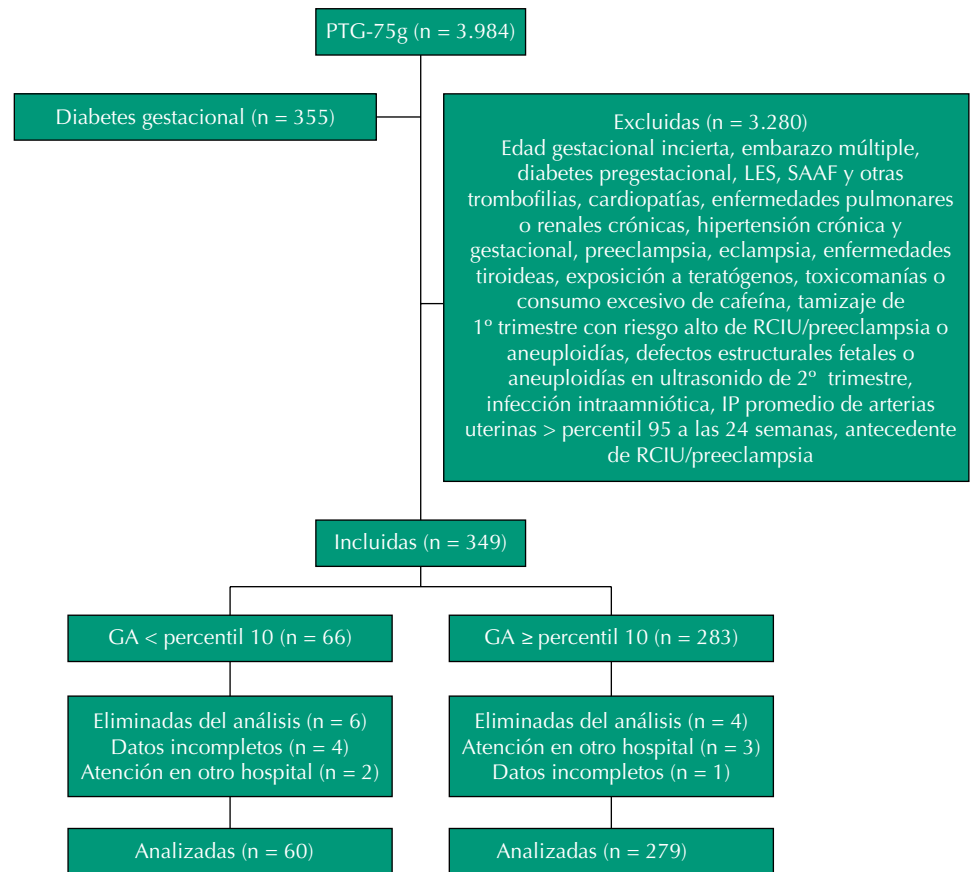 PTG-75g (n = 3.984)
Diabetes gestacional (n = 355)
Excluidas (n = 3.280)
Edad gestacional incierta, embarazo múltiple,
diabetes pregestacional, LES, SAAF y otras
trombofilias, cardiopatías, enfermedades pulmonares
o renales crónicas, hipertensión crónica y
gestacional, preeclampsia, eclampsia, enfermedades
tiroideas, exposición a teratógenos, toxicomanías o
consumo excesivo de cafeína, tamizaje de
1º trimestre con riesgo alto de RCIU/preeclampsia o
aneuploidías, defectos estructurales fetales o
aneuploidías en ultrasonido de 2º trimestre,
infección intraamniótica, IP promedio de arterias
uterinas > percentil 95 a las 24 semanas, antecedente
de RCIU/preeclampsia
Incluidas (n = 349)
GA < percentil 10 (n = 66)
GA ≥ percentil 10 (n = 283)
Eliminadas del análisis (n = 6)
Datos incompletos (n = 4)
Atención en otro hospital (n = 2)
Eliminadas del análisis (n = 4)
Atención en otro hospital (n = 3)
Datos incompletos (n = 1)
Analizadas (n = 60)
Analizadas (n = 279)